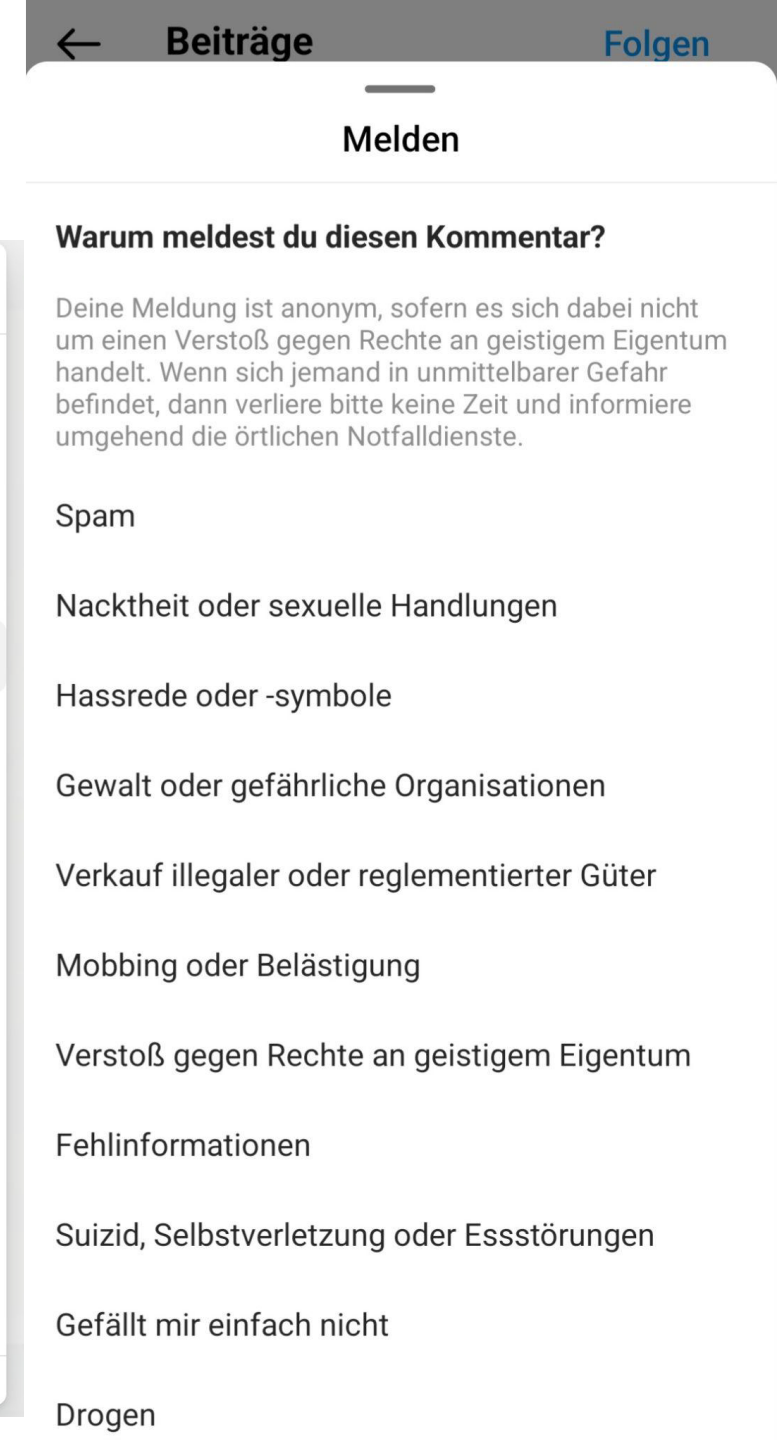 Beiträge
Folgen
Melden
Warum meldest du diesen Kommentar?
Deine Meldung ist anonym, sofern es sich dabei nicht
um einen Verstoß gegen Rechte an geistigem Eigentum
handelt. Wenn sich jemand in unmittelbarer Gefahr
befindet, dann verliere bitte keine Zeit und informiere
umgehend die örtlichen Notfalldienste.
Spam
Nacktheit oder sexuelle Handlungen
Hassrede oder -symbole
Gewalt oder gefährliche Organisationen
Verkauf illegaler oder reglementierter Güter
Mobbing oder Belästigung
Verstoß gegen Rechte an geistigem Eigentum
Fehlinformationen
Suizid, Selbstverletzung oder Essstörungen
Gefällt mir einfach nicht
Drogen